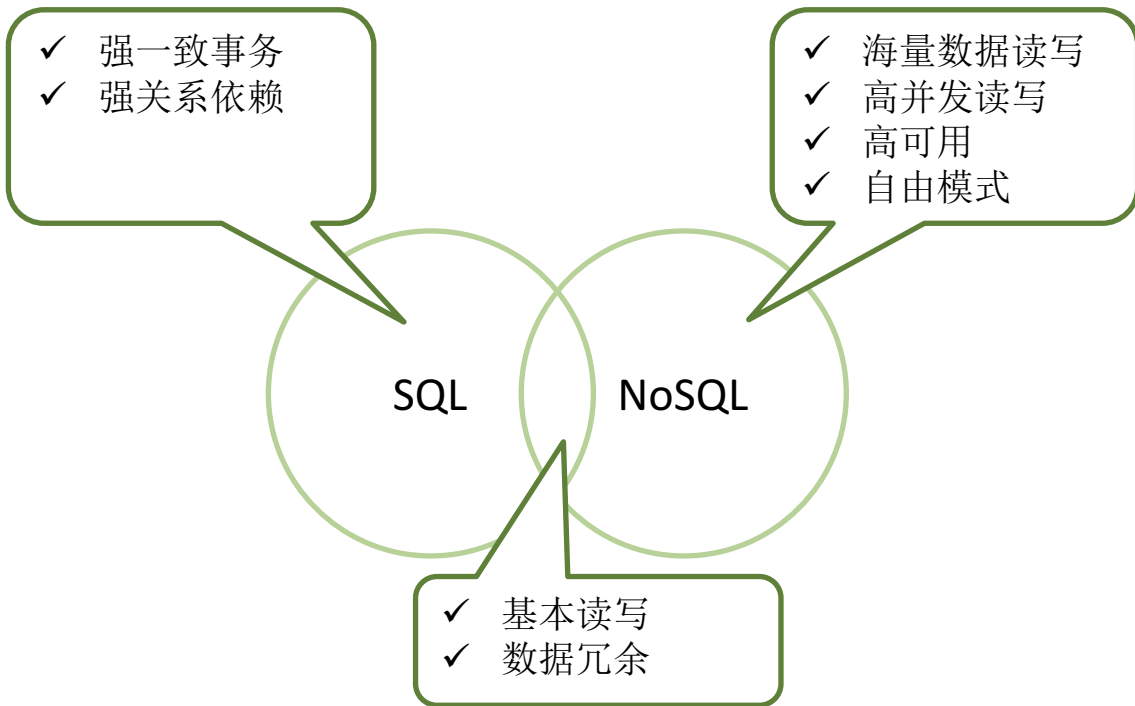 ✓ 强一致事务
✓ 强关系依赖
✓ 海量数据读写
✓ 高并发读写
✓ 高可用
✓ 自由模式
SQL
NoSQL
✓ 基本读写
✓ 数据冗余